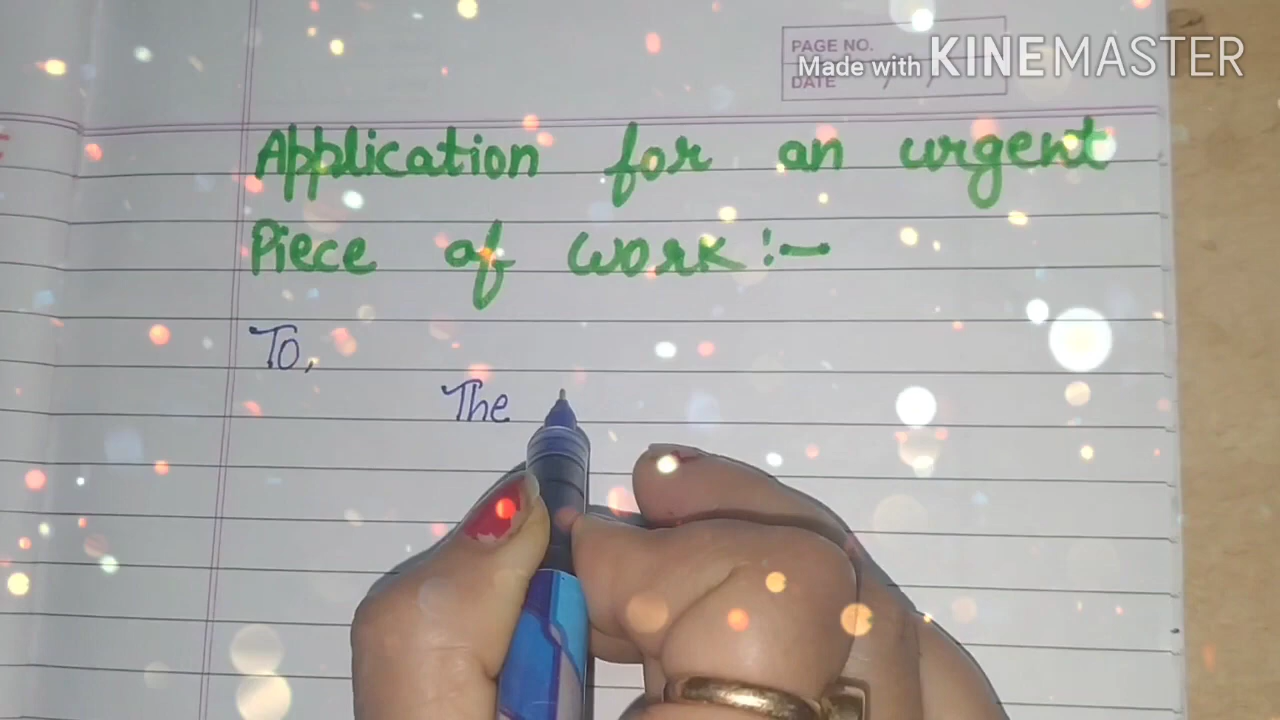 PAGE NO.
DATE
Made with KINEMASTER
Application for an urgent
Piece of work :-
To,
The